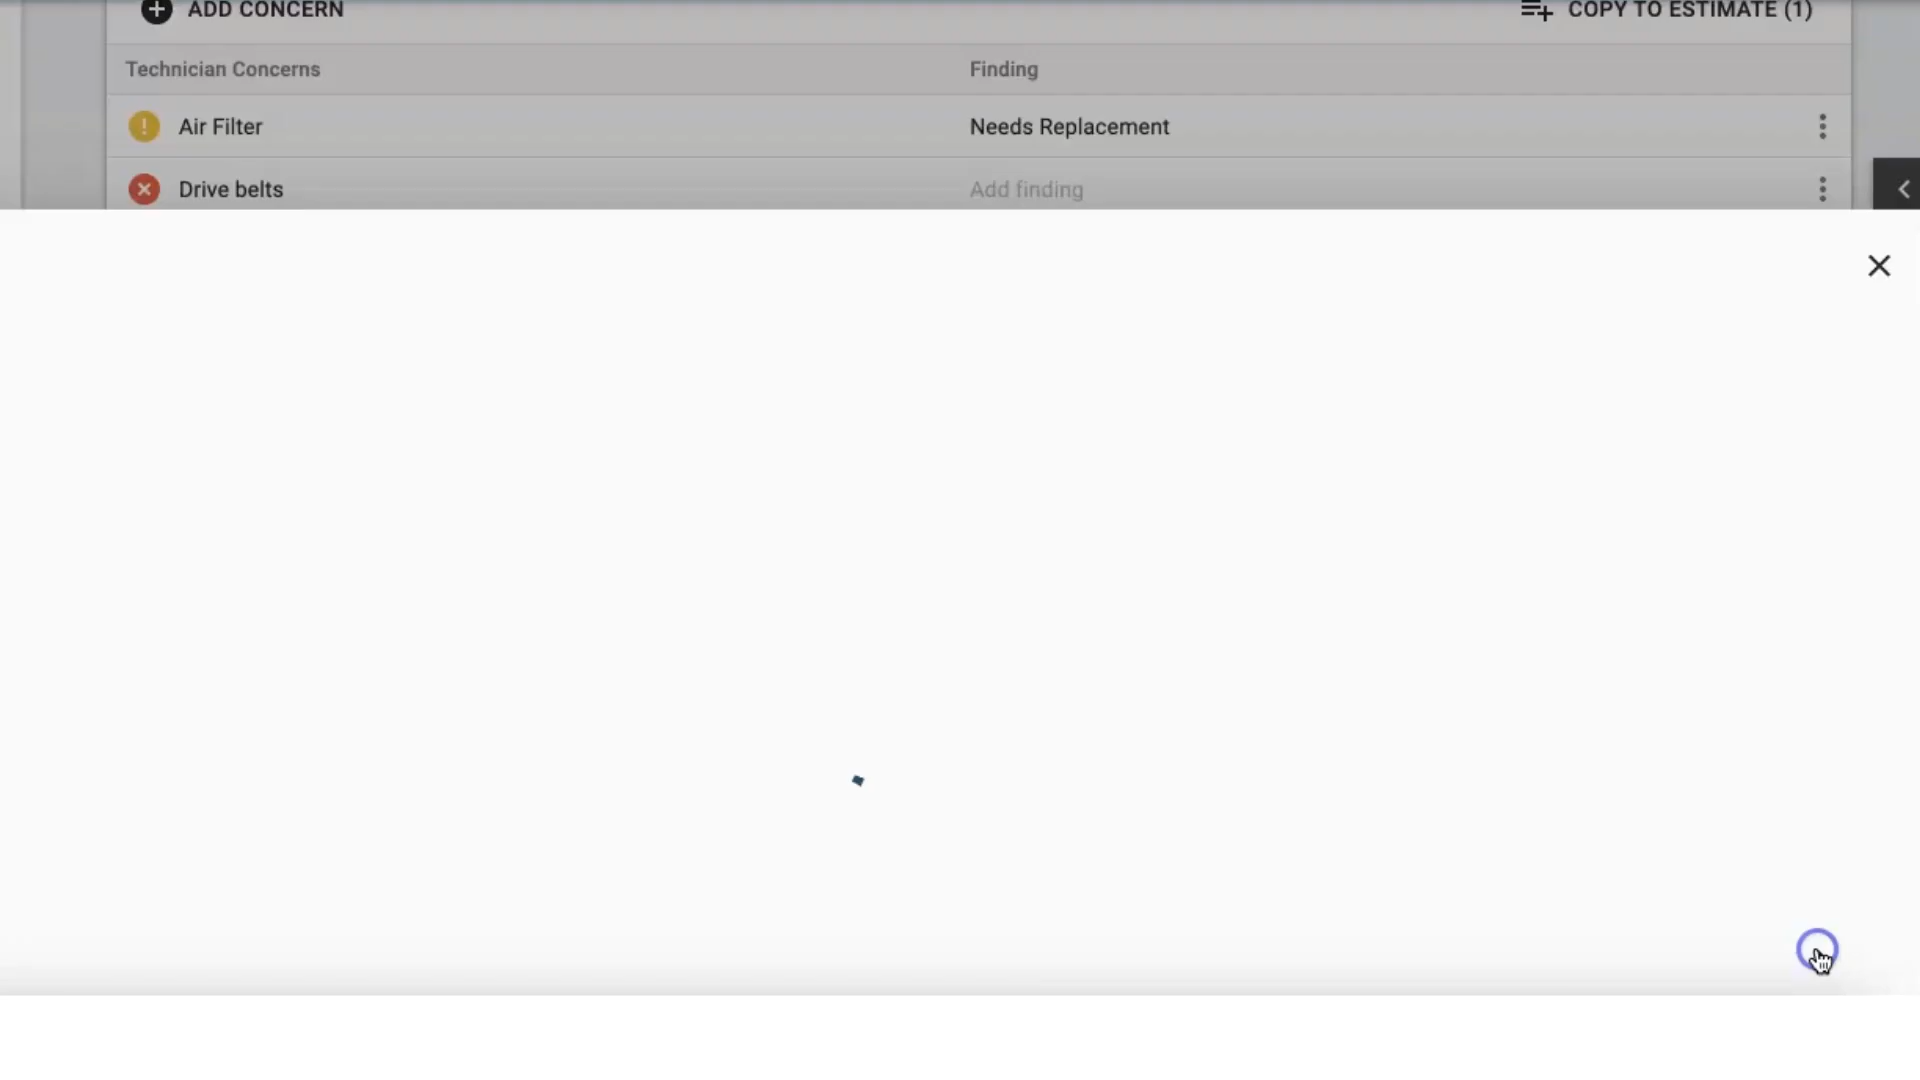 ADD CONCERN
COPY TO ESTIMATE (1)
Technician Concerns
Finding
Air Filter
Needs Replacement
Drive belts
Add finding